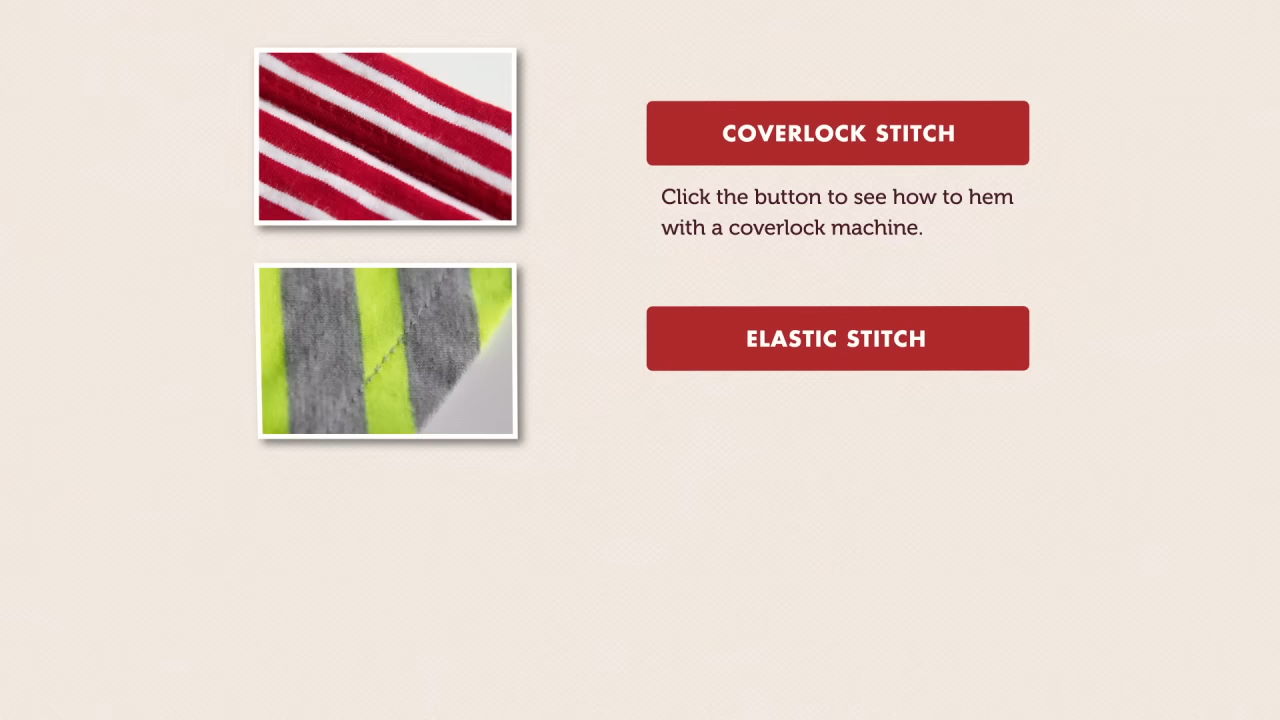 COVERLOCK STITCH
Click the button to see how to hem
with a coverlock machine.
ELASTIC STITCH